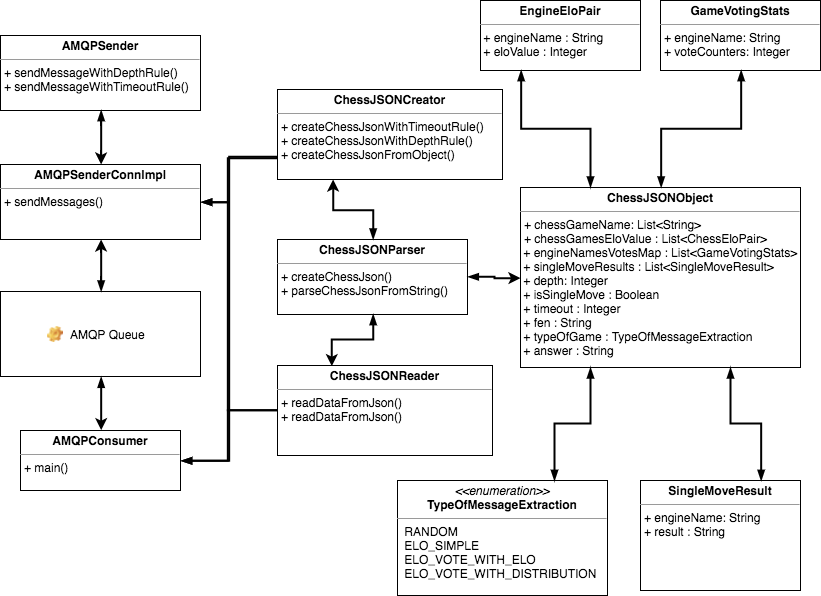 AMQPSender
+ sendMessageWithDepthRule()
+ sendMessageWithTimeoutRule()
AMQPSenderConnImpl
+ sendMessages()
AMQP Queue
AMQPConsumer
+ main()
ChessJSONCreator
+ createChessJsonWithTimeoutRule()
+ createChessJsonWithDepthRule()
+ createChessJsonFromObject()
ChessJSONParser
+ createChessJson()
+ parseChessJsonFromString()
ChessJSONReader
+ readDataFromJson()
+ readDataFromJson()
EngineEloPair
+ engineName : String
+ eloValue : Integer
GameVotingStats
+ engineName: String
+ voteCounters: Integer
ChessJSONObject
+ chessGameName: List<String>
+ chessGamesEloValue : List<ChessEloPair>
+ engineNamesVotesMap : List<GameVotingStats>
+ singleMoveResults : List<SingleMoveResult>
+ depth: Integer
+ isSingleMove : Boolean
+ timeout : Integer
+ fen : String
+ typeOfGame : TypeOfMessageExtraction
+ answer : String
<<enumeration>>
TypeOfMessageExtraction
RANDOM
ELO_SIMPLE
ELO_VOTE_WITH_ELO
ELO_VOTE_WITH_DISTRIBUTION
SingleMoveResult
+ engineName: String
+ result : String